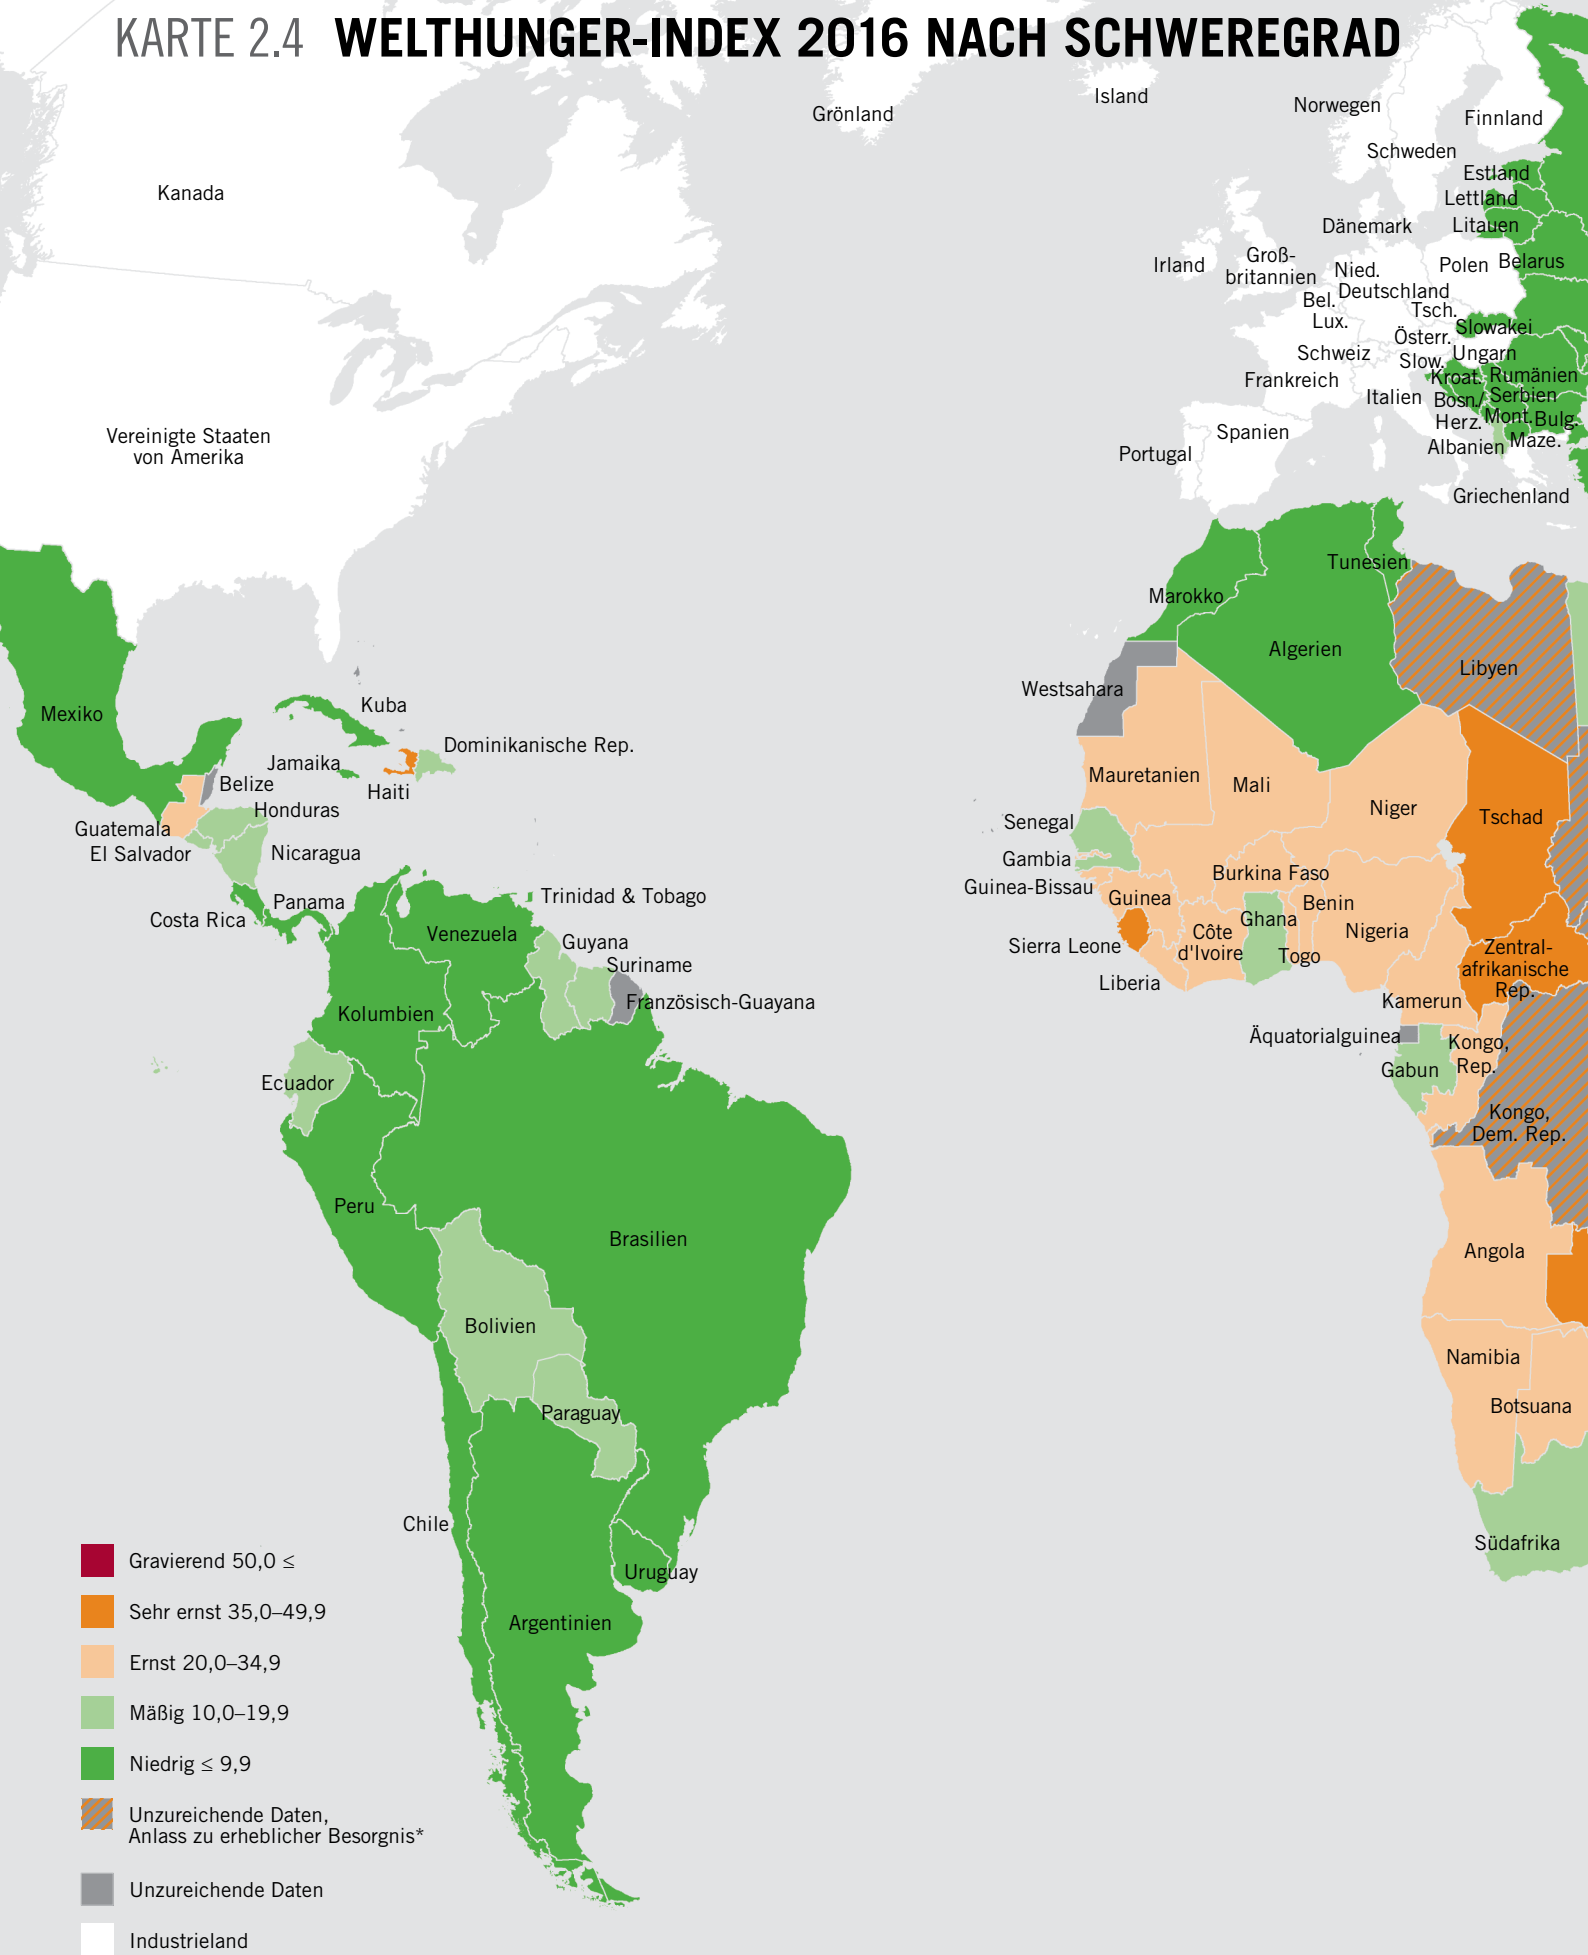 KARTE 2.4 WELTHUNGER-INDEX 2016 NACH SCHWEREGRAD
Grönland
Island
Norwegen
Finnland
Schweden
Estland
Kanada
Lettland
Dänemark
Litauen
Irland
Groß-
britannien
Nied.
Polen
Belarus
Deutschland
Bel.
Tsch.
Lux.
Slowakei
Österr.
Schweiz
Ungarn
Slow.
Frankreich
Kroat.
Rumänien
Italien
Bosn./
Herz.
Serbien
Mont.
Bulg.
Vereinigte Staaten
von Amerika
Spanien
Portugal
Albanien
Maze.
Griechenland
Tunesien
Marokko
Algerien
Libyen
Westsahara
Mexiko
Kuba
Dominikanische Rep.
Jamaika
Haiti
Belize
Honduras
Guatemala
El Salvador
Nicaragua
Mauretanien
Mali
Niger
Tschad
Senegal
Gambia
Guinea-Bissau
Burkina Faso
Guinea
Benin
Ghana
Nigeria
Côte
d'Ivoire
Togo
Sierra Leone
Liberia
Zentral-
afrikanische
Rep.
Kamerun
Panama
Costa Rica
Trinidad & Tobago
Venezuela
Guyana
Suriname
Französisch-Guayana
Kolumbien
Ecuador
Äquatorialguinea
Kongo,
Rep.
Gabun
Kongo,
Dem. Rep.
Peru
Brasilien
Angola
Bolivien
Namibia
Paraguay
Botsuana
Chile
Südafrika
Uruguay
Argentinien
Gravierend 50,0 ≤
Sehr ernst 35,0–49,9
Ernst 20,0–34,9
Mäßig 10,0–19,9
Niedrig ≤ 9,9
Unzureichende Daten,
Anlass zu erheblicher Besorgnis*
Unzureichende Daten
Industrieland